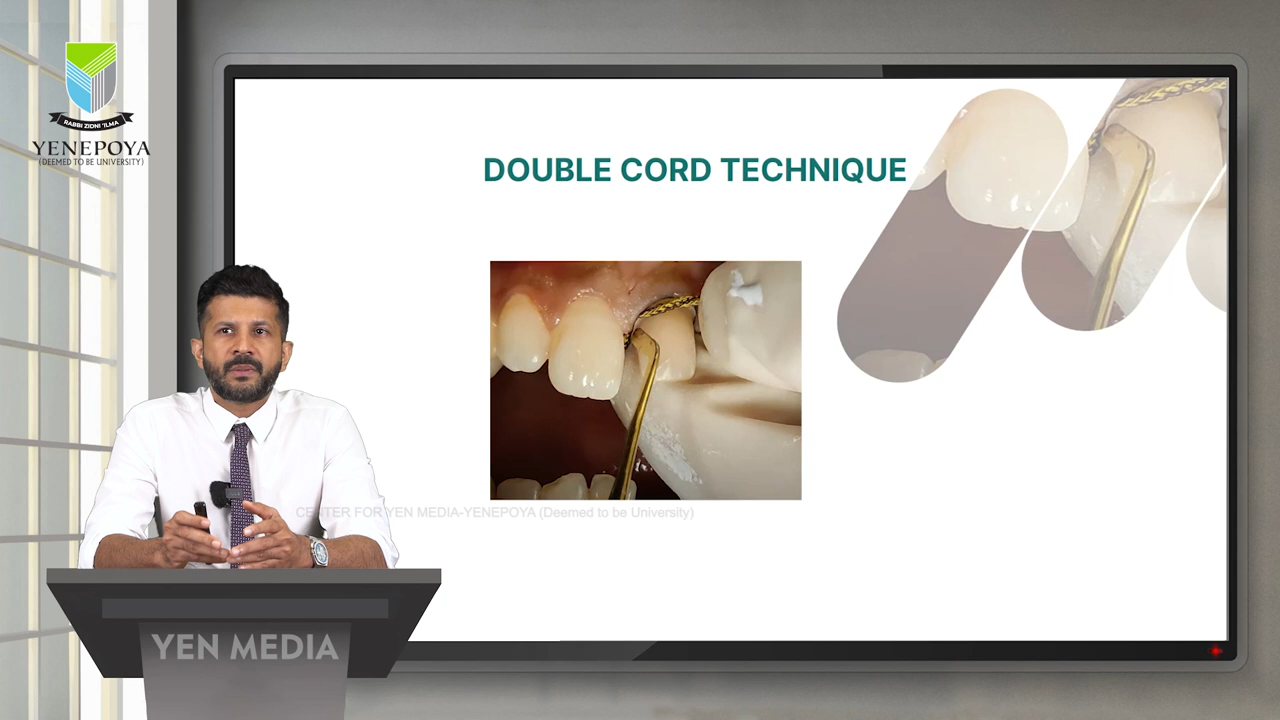 RABBI ZIDNI 'ILMA
YENEPOYA
(DEEMED TO BE UNIVERSITY)
DOUBLE CORD TECHNIQUE
CENTER FOR YEN MEDIA-YENEPOYA (Deemed to be University)
YEN MEDIA